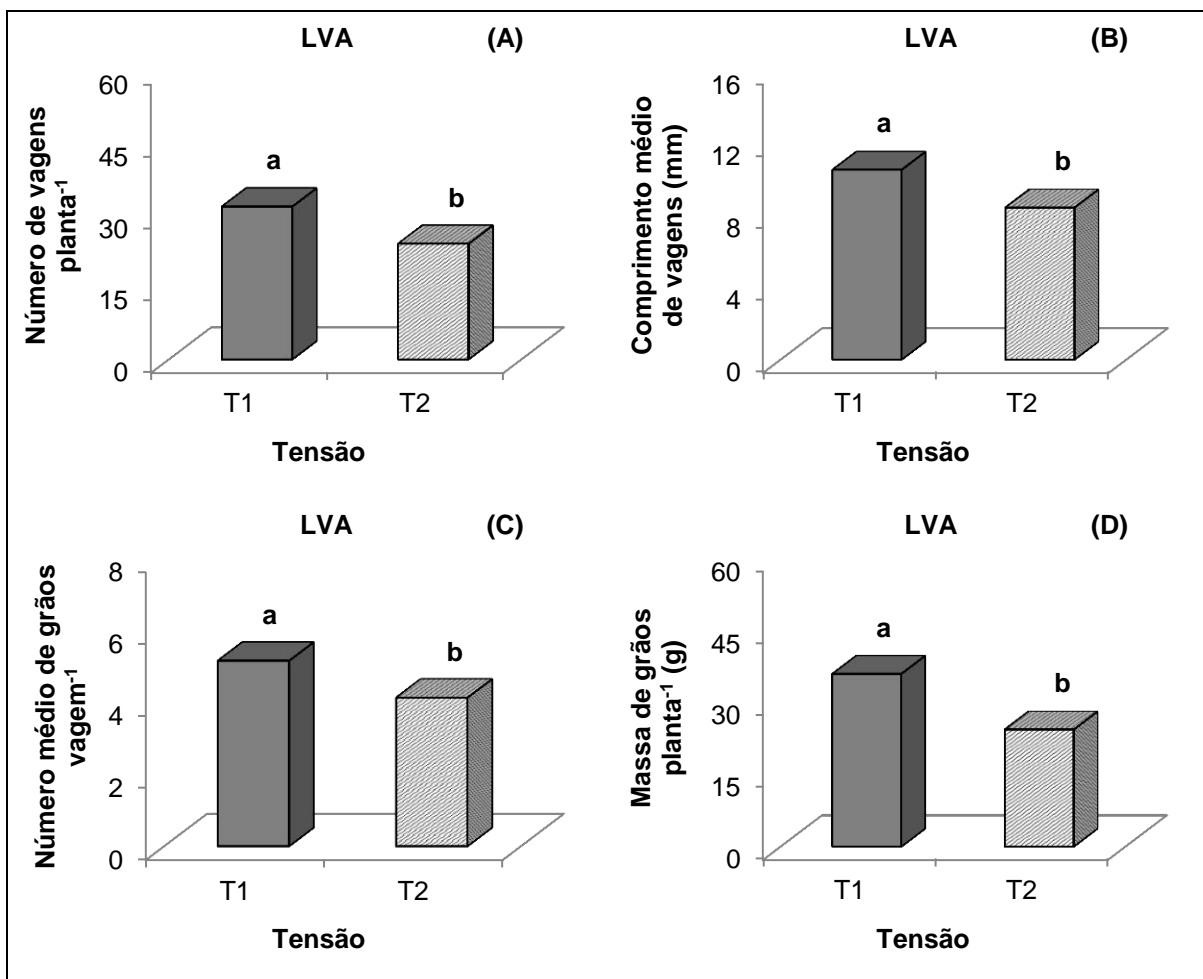 LVA (A)
Número de vagens
planta⁻¹
60
45
30
15
0
a
b
T1 T2
Tensão
LVA (B)
Comprimento médio
de vagens (mm)
16
12
8
4
0
a
b
T1 T2
Tensão
LVA (C)
Número médio de grãos
vagem⁻¹
8
6
4
2
0
a
b
T1 T2
Tensão
LVA (D)
Massa de grãos
planta⁻¹ (g)
60
45
30
15
0
a
b
T1 T2
Tensão